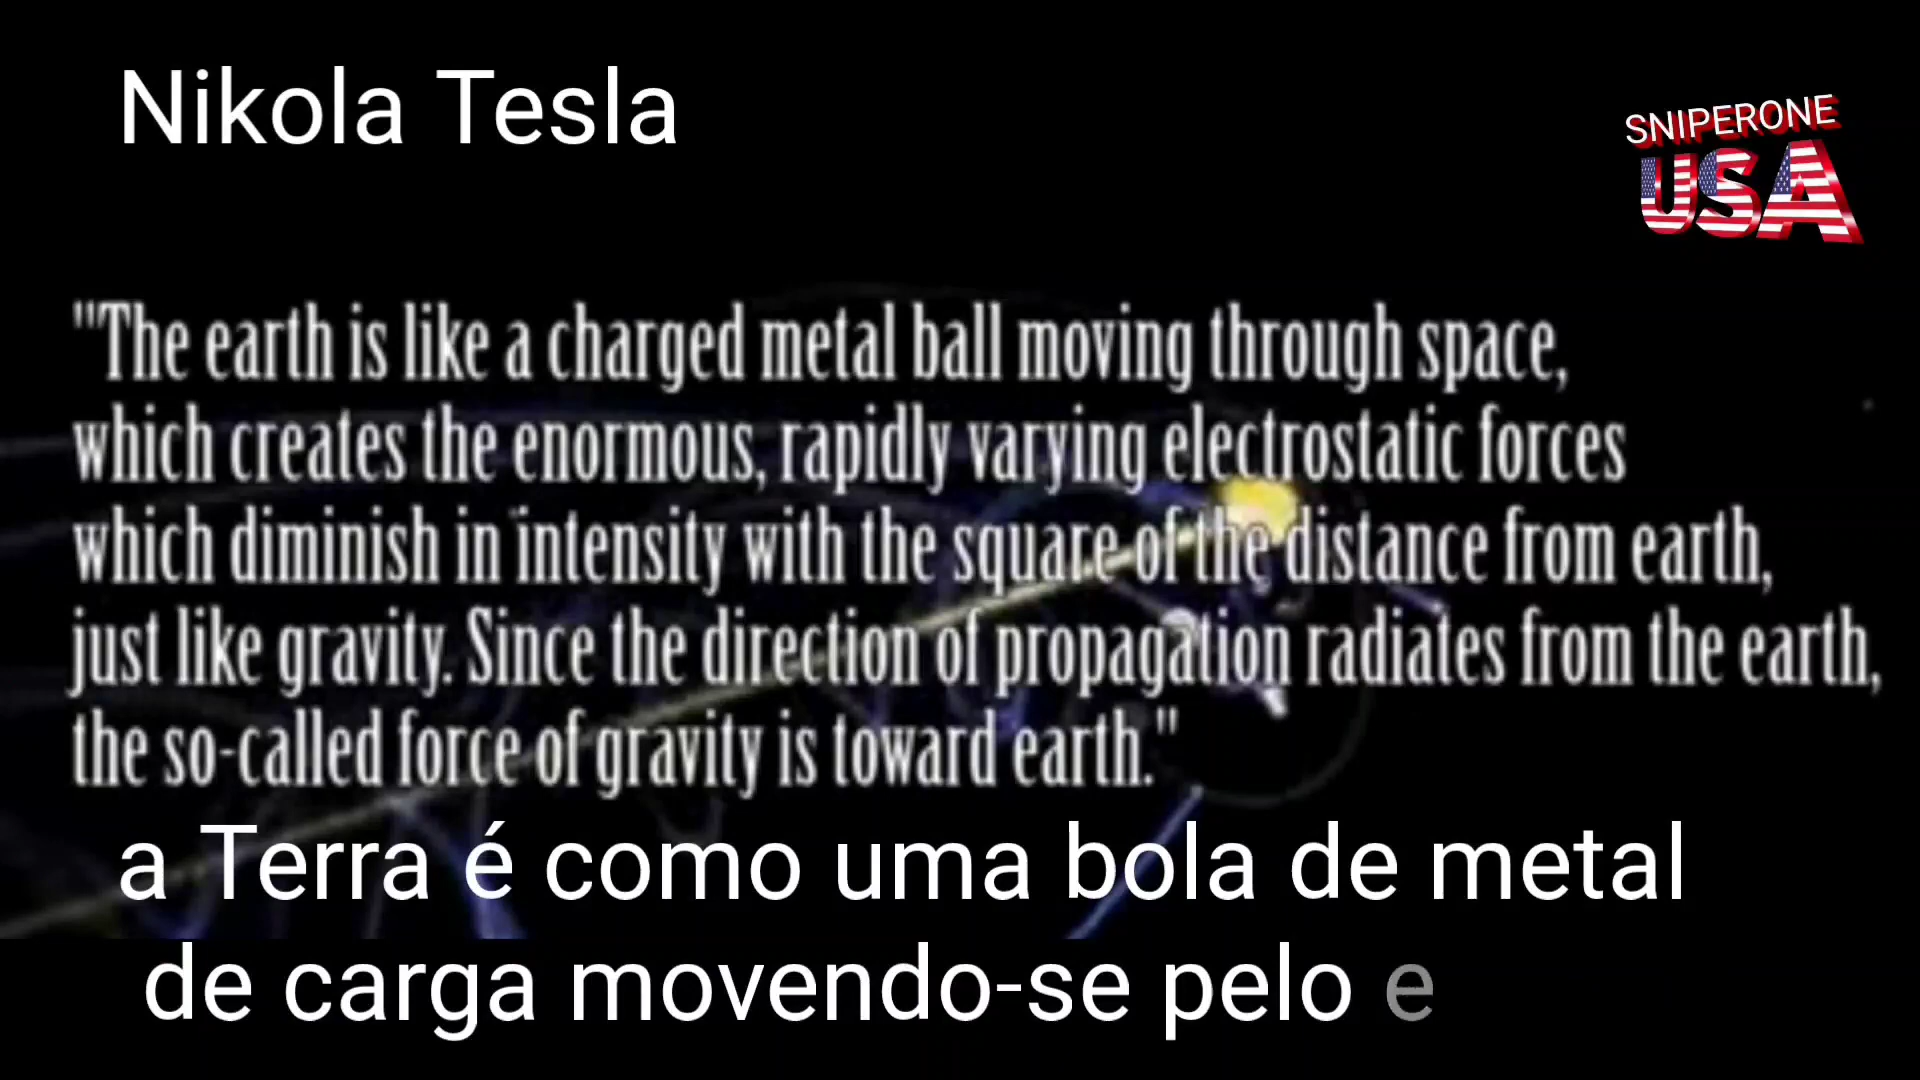 Nikola Tesla
SNIPERONE
USA
"The earth is like a charged metal ball moving through space,
which creates the enormous, rapidly varying electrostatic forces
which diminish in intensity with the square of the distance from earth,
just like gravity. Since the direction of propagation radiates from the earth,
the so-called force of gravity is toward earth."
a Terra é como uma bola de metal
de carga movendo-se pelo e